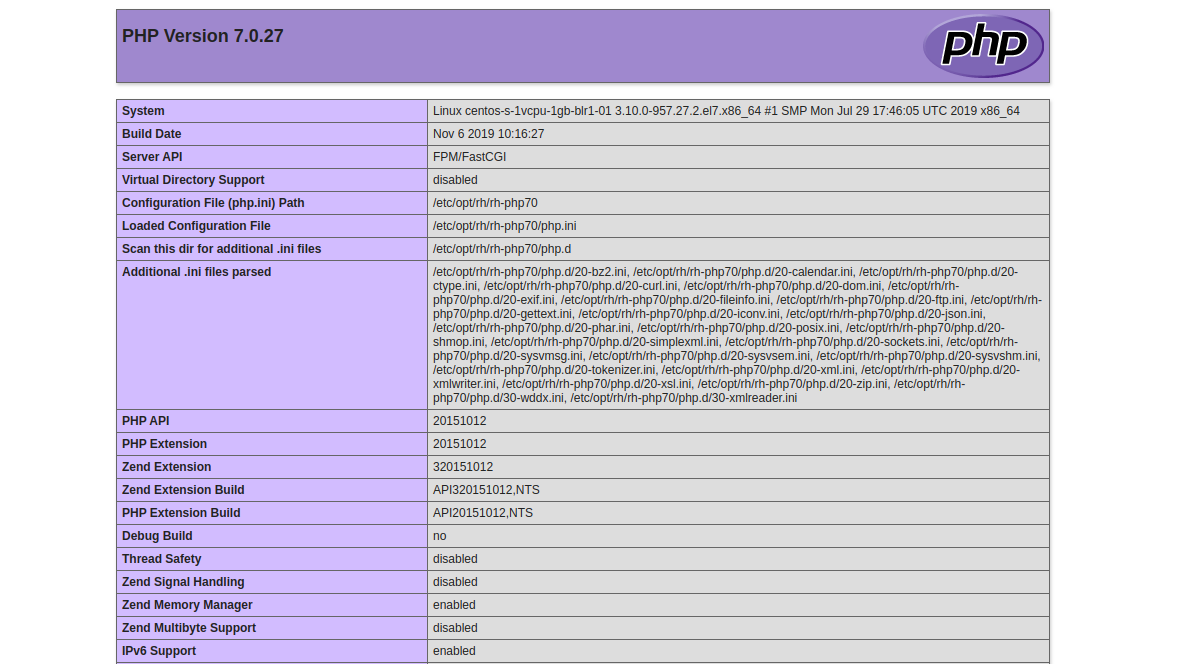 PHP Version 7.0.27
php
System Linux centos-s-1vcpu-1gb-blr1-01 3.10.0-957.27.2.el7.x86_64 #1 SMP Mon Jul 29 17:46:05 UTC 2019 x86_64
Build Date Nov 6 2019 10:16:27
Server API FPM/FastCGI
Virtual Directory Support disabled
Configuration File (php.ini) Path /etc/opt/rh/rh-php70
Loaded Configuration File /etc/opt/rh/rh-php70/php.ini
Scan this dir for additional .ini files /etc/opt/rh/rh-php70/php.d
Additional .ini files parsed /etc/opt/rh/rh-php70/php.d/20-bz2.ini, /etc/opt/rh/rh-php70/php.d/20-calendar.ini, /etc/opt/rh/rh-php70/php.d/20-
ctype.ini, /etc/opt/rh/rh-php70/php.d/20-curl.ini, /etc/opt/rh/rh-php70/php.d/20-dom.ini, /etc/opt/rh/rh-
php70/php.d/20-exif.ini, /etc/opt/rh/rh-php70/php.d/20-fileinfo.ini, /etc/opt/rh/rh-php70/php.d/20-ftp.ini, /etc/opt/rh/rh-
php70/php.d/20-gettext.ini, /etc/opt/rh/rh-php70/php.d/20-iconv.ini, /etc/opt/rh/rh-php70/php.d/20-json.ini,
/etc/opt/rh/rh-php70/php.d/20-phar.ini, /etc/opt/rh/rh-php70/php.d/20-posix.ini, /etc/opt/rh/rh-php70/php.d/20-
shmop.ini, /etc/opt/rh/rh-php70/php.d/20-simplexml.ini, /etc/opt/rh/rh-php70/php.d/20-sockets.ini, /etc/opt/rh/rh-
php70/php.d/20-sysvmsg.ini, /etc/opt/rh/rh-php70/php.d/20-sysvsem.ini, /etc/opt/rh/rh-php70/php.d/20-sysvshm.ini,
/etc/opt/rh/rh-php70/php.d/20-tokenizer.ini, /etc/opt/rh/rh-php70/php.d/20-xml.ini, /etc/opt/rh/rh-php70/php.d/20-
xmlwriter.ini, /etc/opt/rh/rh-php70/php.d/20-xsl.ini, /etc/opt/rh/rh-php70/php.d/20-zip.ini, /etc/opt/rh/rh-
php70/php.d/30-wddx.ini, /etc/opt/rh/rh-php70/php.d/30-xmlreader.ini
PHP API 20151012
PHP Extension 20151012
Zend Extension 320151012
Zend Extension Build API320151012,NTS
PHP Extension Build API20151012,NTS
Debug Build no
Thread Safety disabled
Zend Signal Handling disabled
Zend Memory Manager enabled
Zend Multibyte Support disabled
IPv6 Support enabled